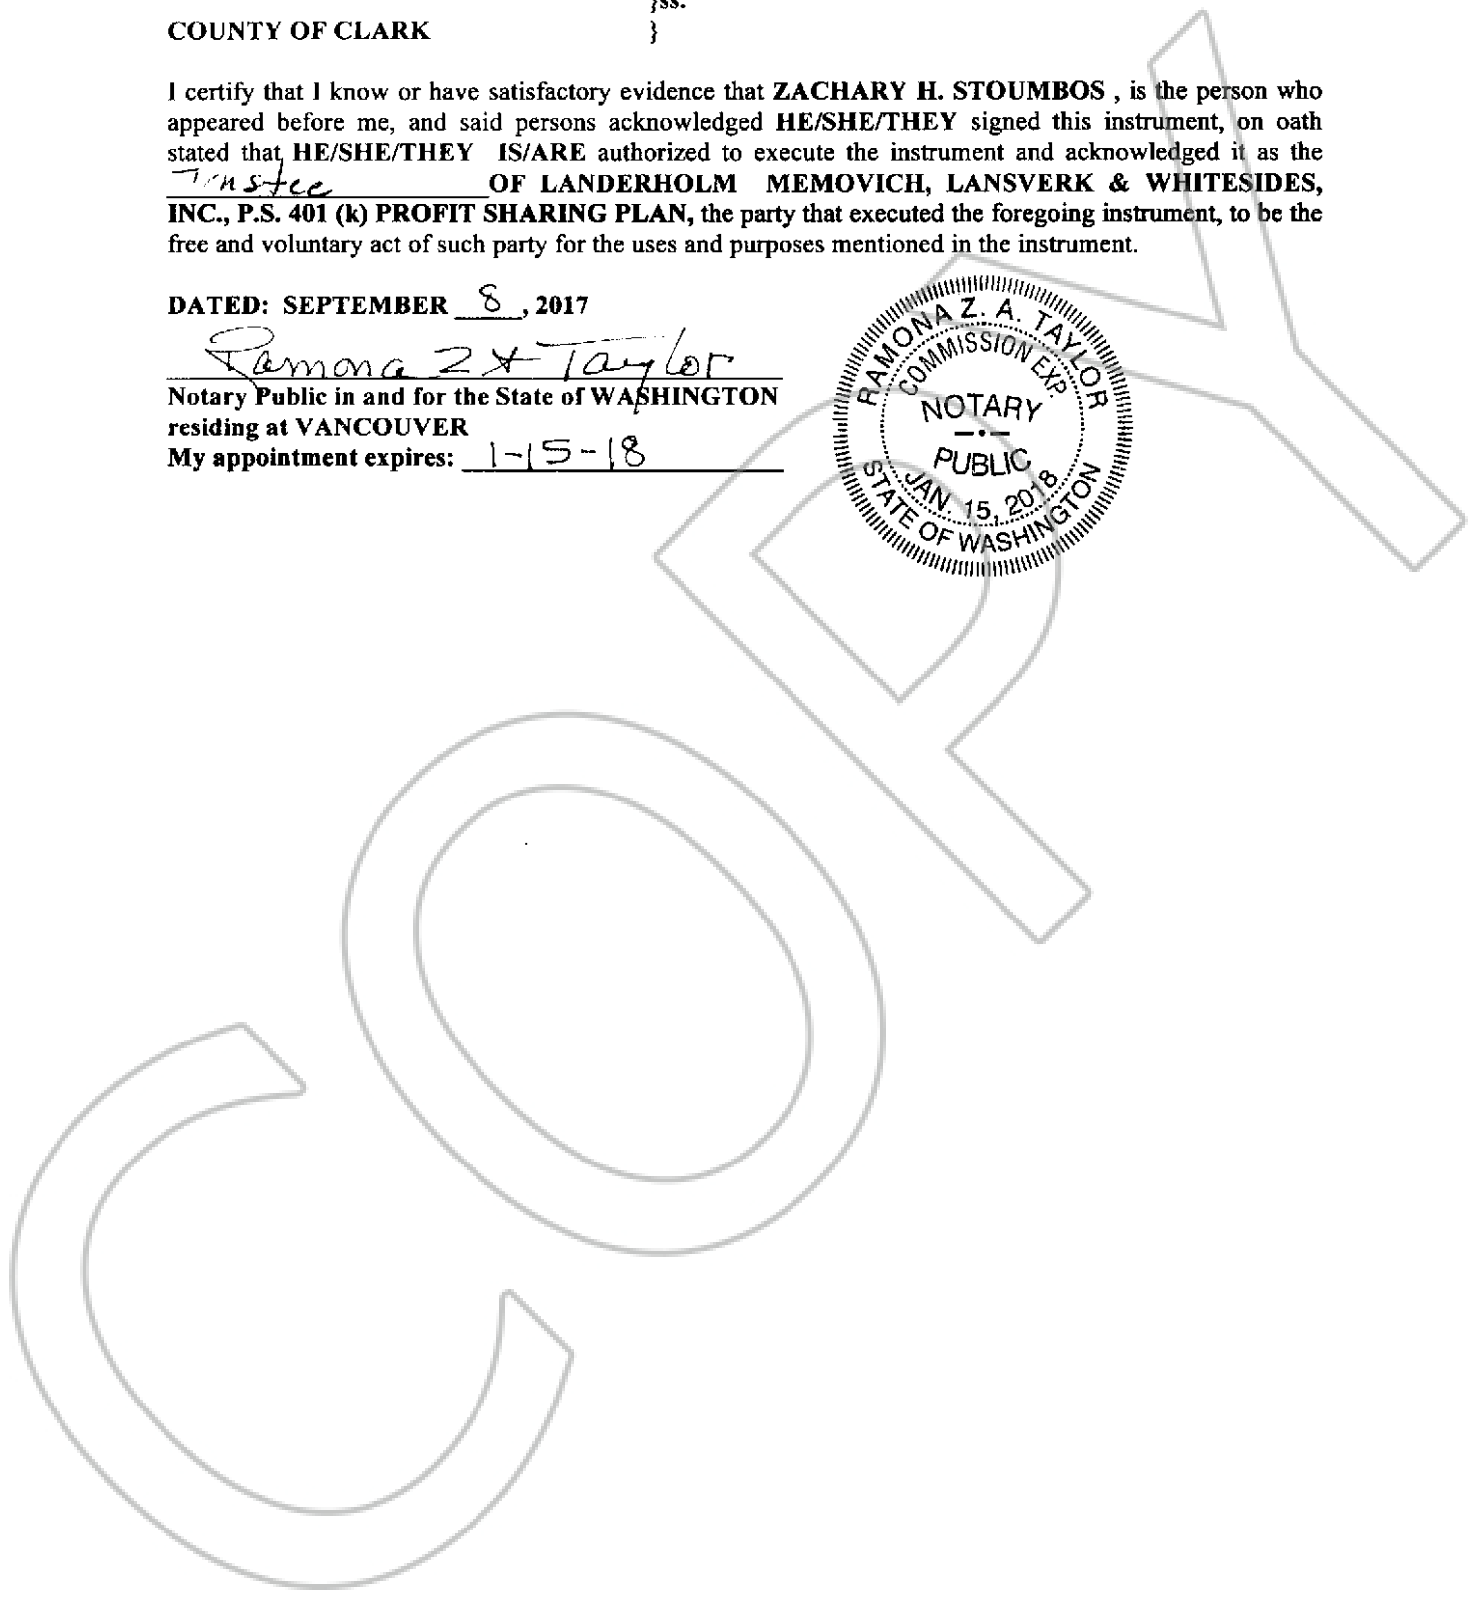 }ss.
COUNTY OF CLARK }
I certify that I know or have satisfactory evidence that ZACHARY H. STOUMBOS , is the person who
appeared before me, and said persons acknowledged HE/SHE/THEY signed this instrument, on oath
stated that HE/SHE/THEY IS/ARE authorized to execute the instrument and acknowledged it as the
Trustee OF LANDERHOLM MEMOVICH, LANSVERK & WHITESIDES,
INC., P.S. 401 (k) PROFIT SHARING PLAN, the party that executed the foregoing instrument, to be the
free and voluntary act of such party for the uses and purposes mentioned in the instrument.
DATED: SEPTEMBER 8, 2017
Ramona Z A Taylor
Notary Public in and for the State of WASHINGTON
residing at VANCOUVER
My appointment expires: 1-15-18
RAMONA Z. A. TAYLOR
COMMISSION EXP.
NOTARY
PUBLIC
JAN. 15, 2018
STATE OF WASHINGTON
COPY